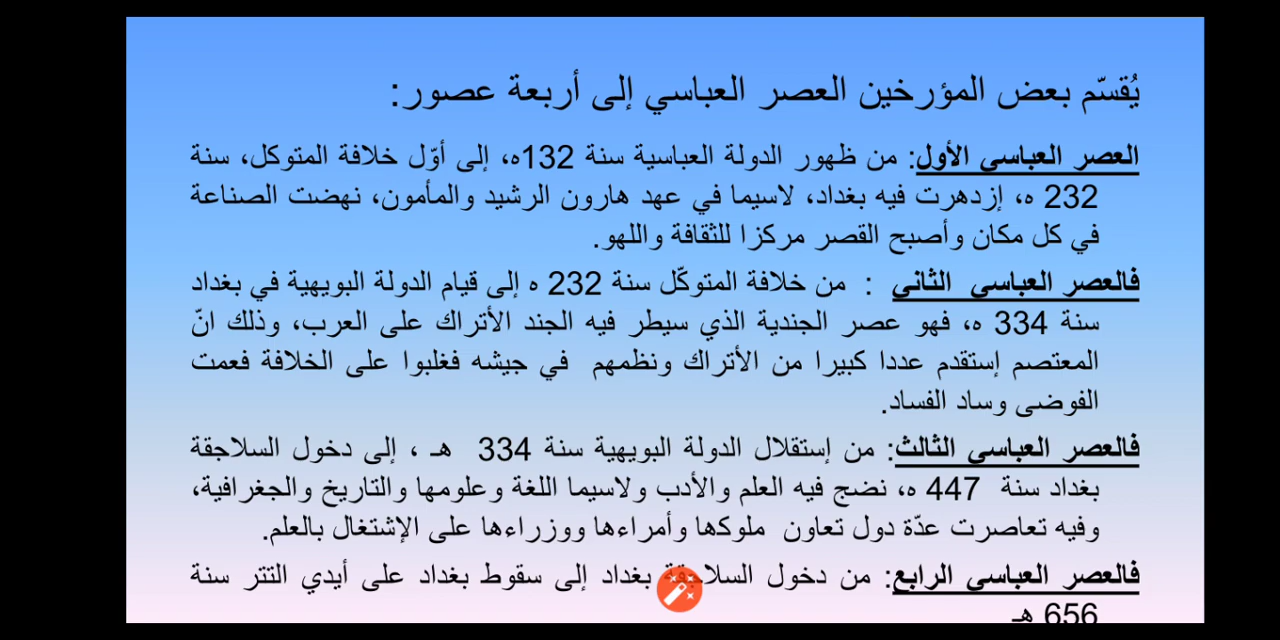 يُقسّم بعض المؤرخين العصر العباسي إلى أربعة عصور:
العصر العباسي الأول: من ظهور الدولة العباسية سنة 132ه، إلى أوّل خلافة المتوكل، سنة
232 ه، إزدهرت فيه بغداد، لاسيما في عهد هارون الرشيد والمأمون، نهضت الصناعة
في كل مكان وأصبح القصر مركزا للثقافة واللهو.
فالعصر العباسي الثاني : من خلافة المتوكّل سنة 232 ه إلى قيام الدولة البويهية في بغداد
سنة 334 ه، فهو عصر الجندية الذي سيطر فيه الجند الأتراك على العرب، وذلك انّ
المعتصم إستقدم عددا كبيرا من الأتراك ونظمهم في جيشه فغلبوا على الخلافة فعمت
الفوضى وساد الفساد.
فالعصر العباسي الثالث: من إستقلال الدولة البويهية سنة 334 هـ ، إلى دخول السلاجقة
بغداد سنة 447 ه، نضج فيه العلم والأدب ولاسيما اللغة وعلومها والتاريخ والجغرافية،
وفيه تعاصرت عدّة دول تعاون ملوكها وأمراءها ووزراءها على الإشتغال بالعلم.
فالعصر العباسي الرابع: من دخول السلاجقة بغداد إلى سقوط بغداد على أيدي التتر سنة
656 هـ